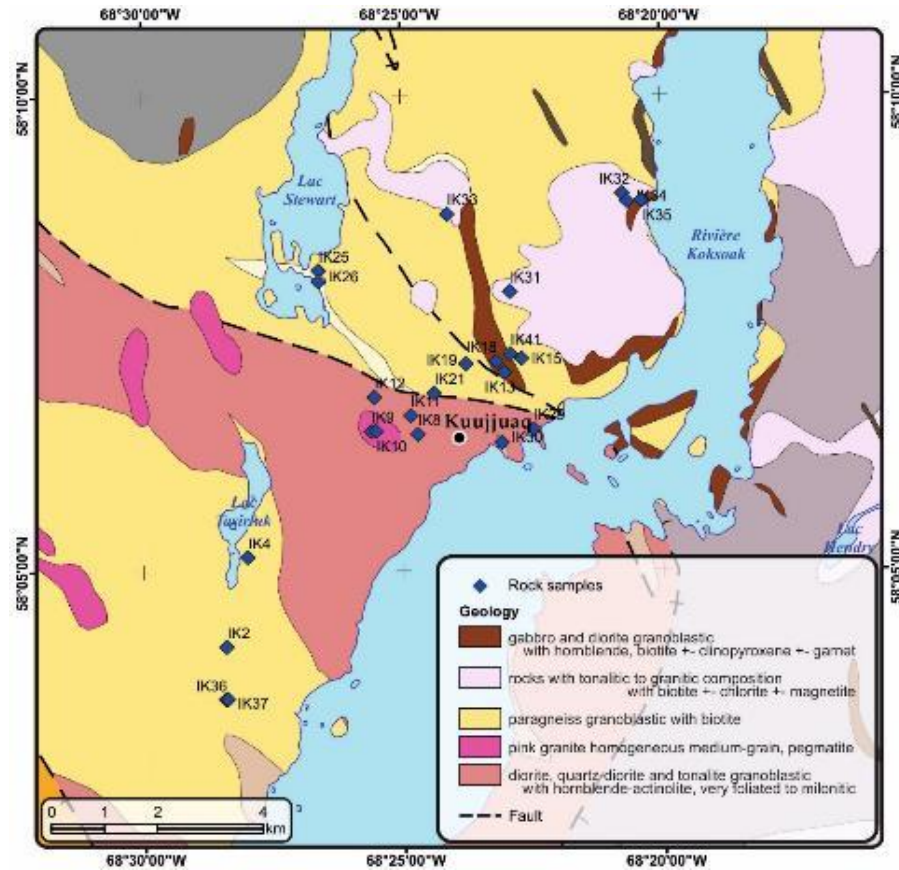 68°30'00"W 68°25'00"W 68°20'00"W
58°10'00"N
58°10'00"N
Lac
Stewart
IK32
IK34
IK35
IK33
Rivière
Koksoak
IK25
IK26
IK31
IK41
IK18
IK15
IK19
IK13
IK21
IK12
IK11
IK9
IK8
Kuujjuaq
IK10
IK30
Lac
IK4
Lac
Hendry
58°05'00"N
58°05'00"N
IK2
IK36
IK37
Rock samples
Geology
gabbro and diorite granoblastic
with hornblende, biotite +- clinopyroxene +- garnet
rocks with tonalitic to granitic composition
with biotite +- chlorite +- magnetite
paragneiss granoblastic with biotite
pink granite homogeneous medium-grain, pegmatite
diorite, quartz-diorite and tonalite granoblastic
with hornblende-actinolite, very foliated to milonitic
Fault
0 1 2 4
km
68°30'00"W 68°25'00"W 68°20'00"W